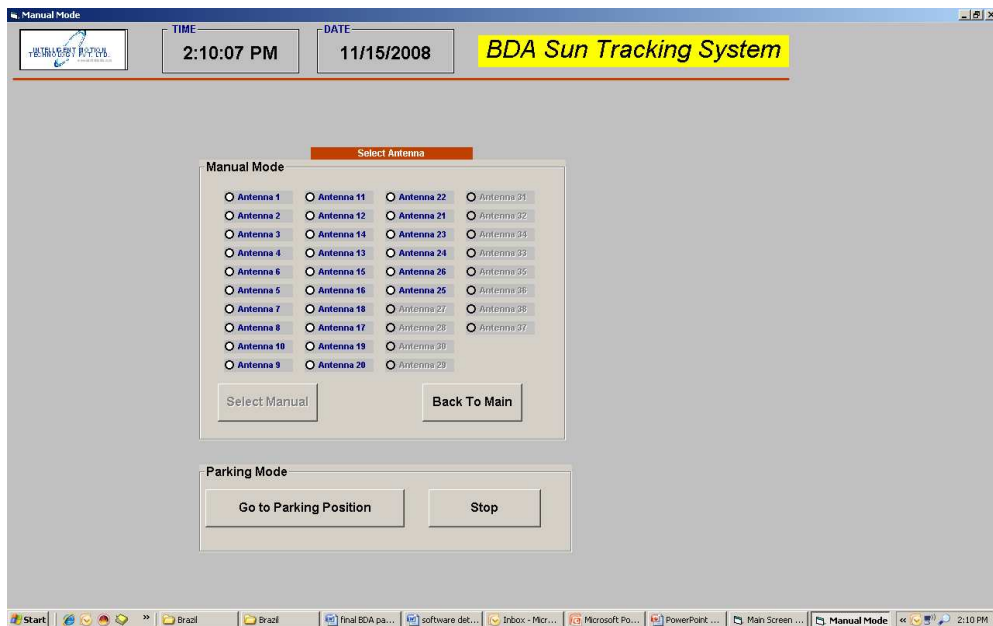 Manual Mode
INTELLIGENT MOTION
TECHNOLOGY PVT.LTD.
TIME
2:10:07 PM
DATE
11/15/2008
BDA Sun Tracking System
Select Antenna
Manual Mode
Antenna 1 Antenna 11 Antenna 22 Antenna 31
Antenna 2 Antenna 12 Antenna 21 Antenna 32
Antenna 3 Antenna 14 Antenna 23 Antenna 34
Antenna 4 Antenna 13 Antenna 24 Antenna 33
Antenna 6 Antenna 15 Antenna 26 Antenna 35
Antenna 5 Antenna 16 Antenna 25 Antenna 36
Antenna 7 Antenna 18 Antenna 27 Antenna 38
Antenna 8 Antenna 17 Antenna 28 Antenna 37
Antenna 10 Antenna 19 Antenna 30
Antenna 9 Antenna 20 Antenna 29
Select Manual Back To Main
Parking Mode
Go to Parking Position Stop
Start » Brazil Brazil final BDA pa... software det... Inbox - Micr... Microsoft Po... PowerPoint ... Main Screen ... Manual Mode « 2:10 PM